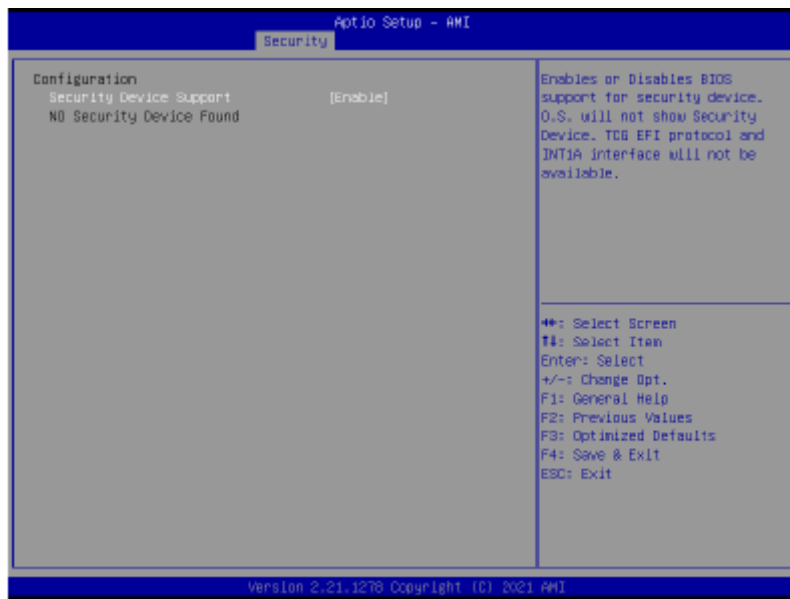 Aptio Setup - AMI
Security
Configuration
Security Device Support [Enable]
NO Security Device Found
Enables or Disables BIOS
support for security device.
O.S. will not show Security
Device. TCG EFI protocol and
INT1A interface will not be
available.
→←: Select Screen
↑↓: Select Item
Enter: Select
+/-: Change Opt.
F1: General Help
F2: Previous Values
F3: Optimized Defaults
F4: Save & Exit
ESC: Exit
Version 2.21.1278 Copyright (C) 2021 AMI